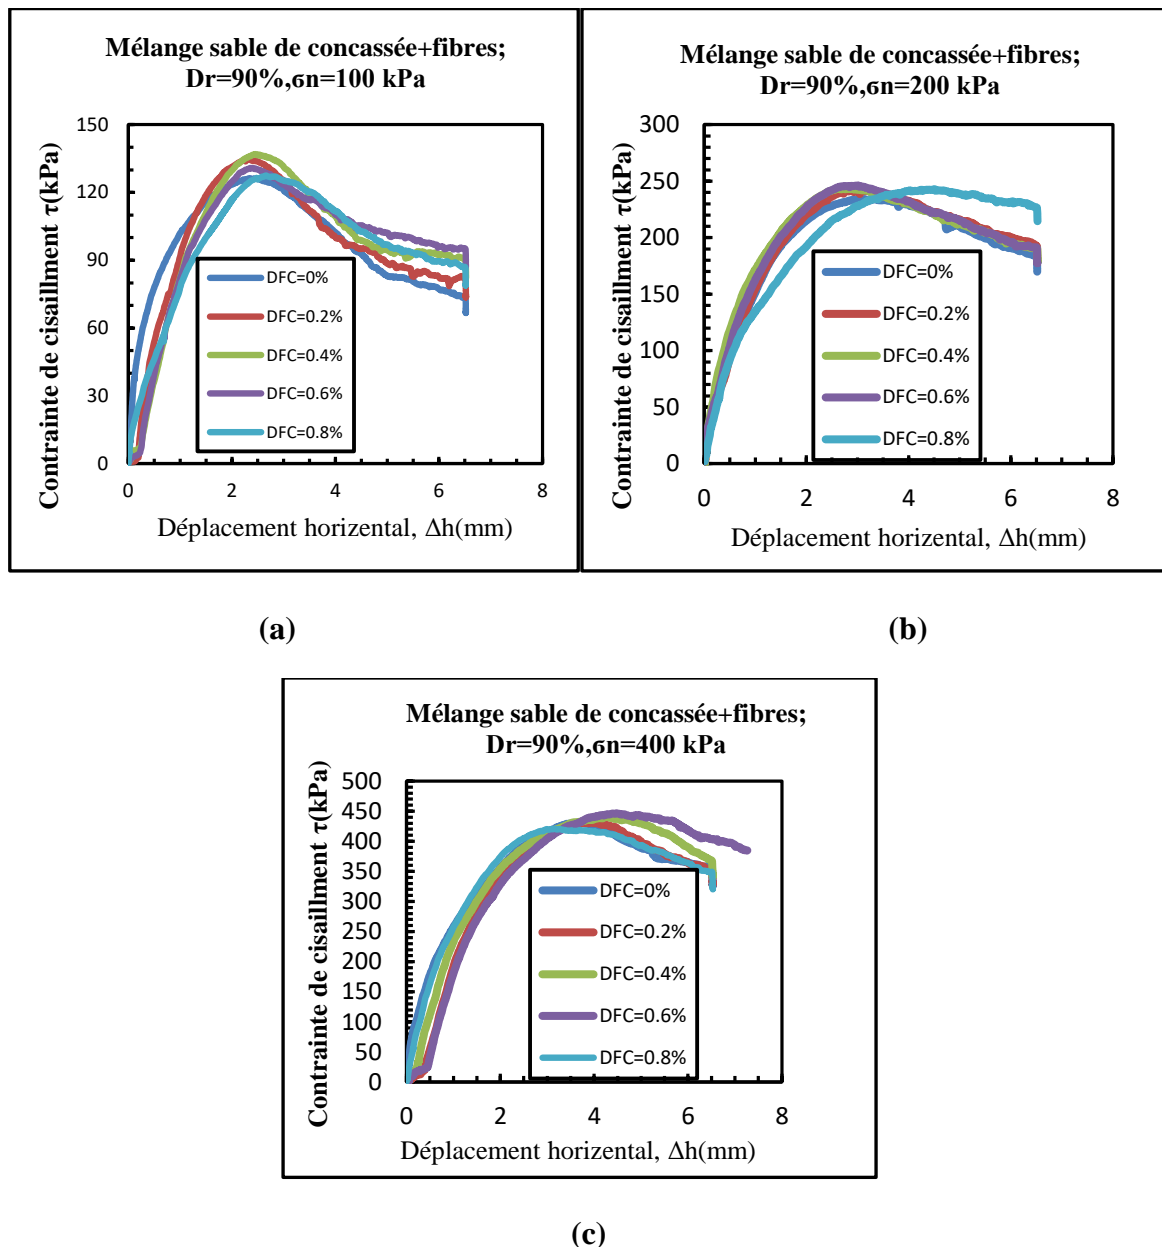 Mélange sable de concassée+fibres;
Dr=90%,ϭn=100 kPa
Contrainte de cisaillment τ(kPa)
150
120
90
60
30
0
DFC=0%
DFC=0.2%
DFC=0.4%
DFC=0.6%
DFC=0.8%
0 2 4 6 8
Déplacement horizental, Δh(mm)
(a)
Mélange sable de concassée+fibres;
Dr=90%,ϭn=200 kPa
Contrainte de cisaillment τ(kPa)
300
250
200
150
100
50
0
DFC=0%
DFC=0.2%
DFC=0.4%
DFC=0.6%
DFC=0.8%
0 2 4 6 8
Déplacement horizental, Δh(mm)
(b)
Mélange sable de concassée+fibres;
Dr=90%,ϭn=400 kPa
Contrainte de cisaillment τ(kPa)
500
450
400
350
300
250
200
150
100
50
0
DFC=0%
DFC=0.2%
DFC=0.4%
DFC=0.6%
DFC=0.8%
0 2 4 6 8
Déplacement horizental, Δh(mm)
(c)